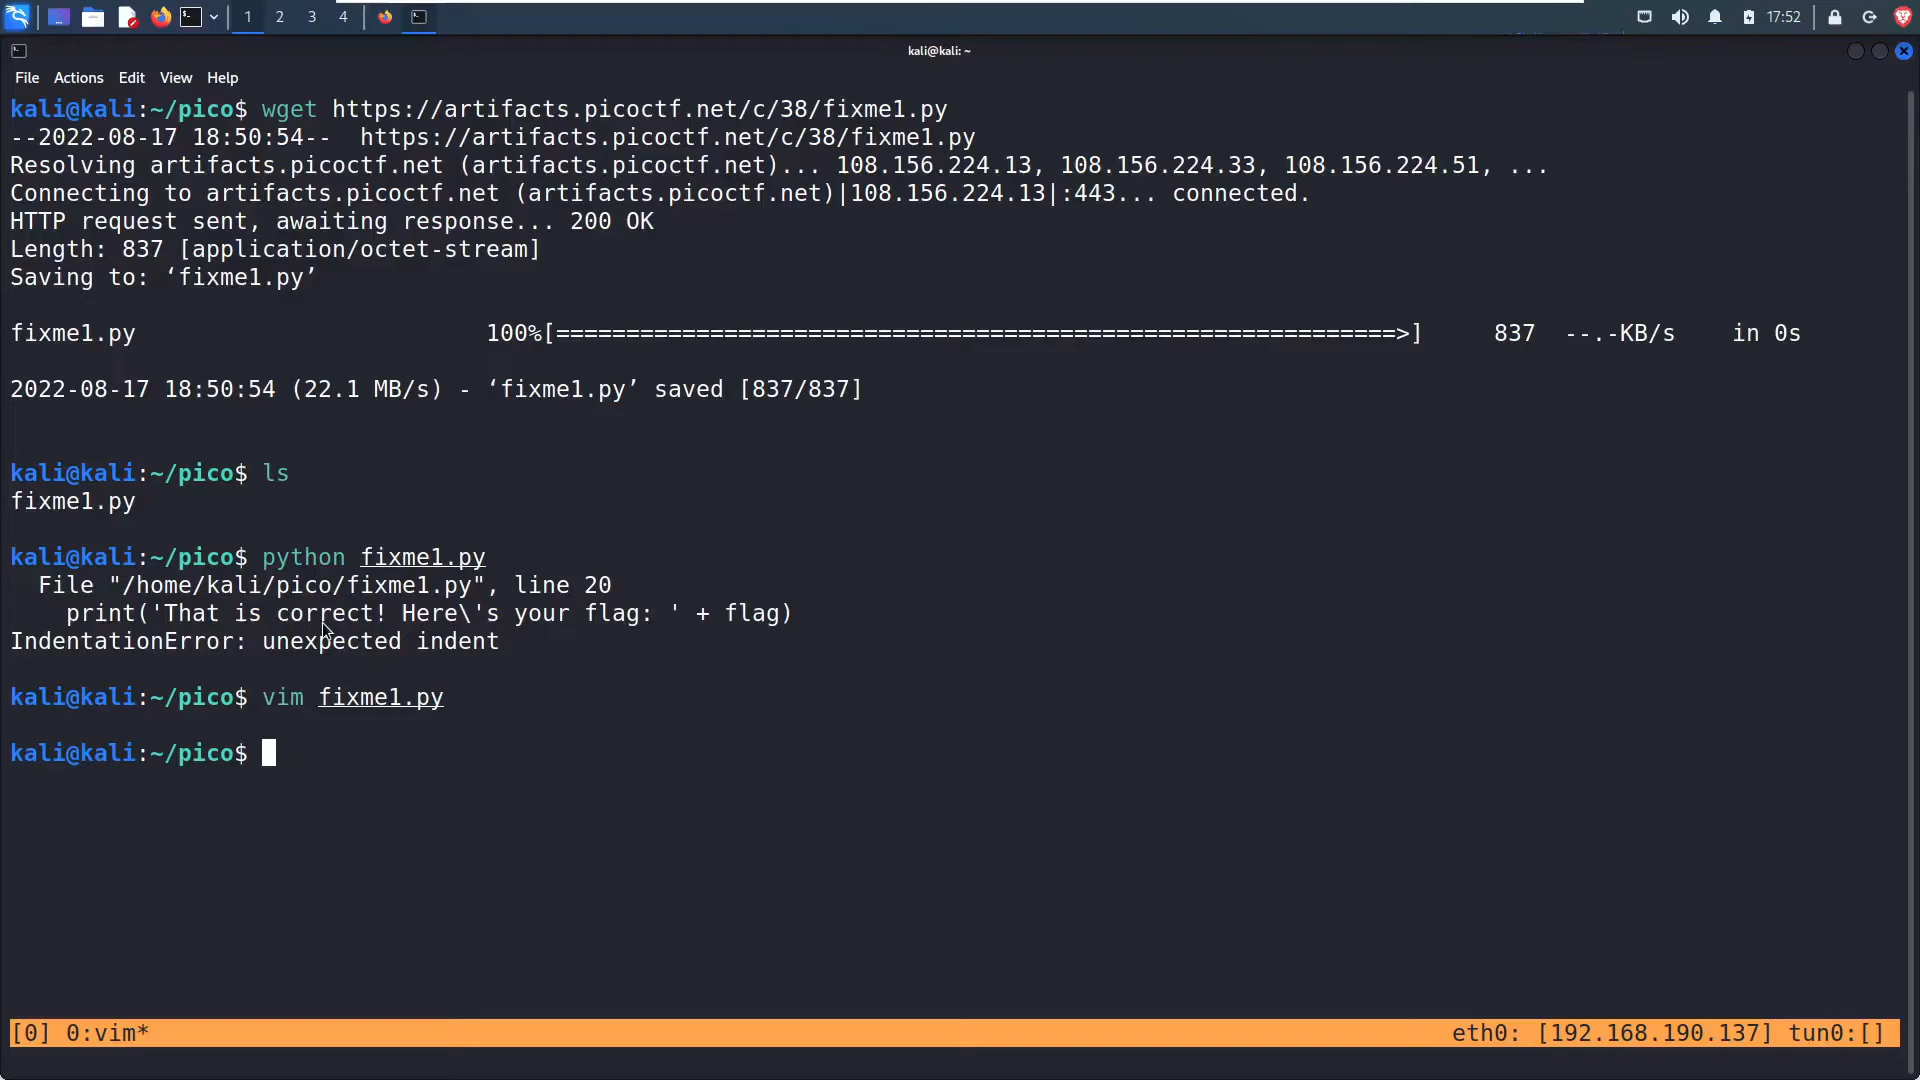 1 2 3 4 17:52
kali@kali: ~
File Actions Edit View Help
kali@kali:~/pico$ wget https://artifacts.picoctf.net/c/38/fixme1.py
--2022-08-17 18:50:54--  https://artifacts.picoctf.net/c/38/fixme1.py
Resolving artifacts.picoctf.net (artifacts.picoctf.net)... 108.156.224.13, 108.156.224.33, 108.156.224.51, ...
Connecting to artifacts.picoctf.net (artifacts.picoctf.net)|108.156.224.13|:443... connected.
HTTP request sent, awaiting response... 200 OK
Length: 837 [application/octet-stream]
Saving to: ‘fixme1.py’
fixme1.py 100%[============================================================>] 837 --.-KB/s in 0s
2022-08-17 18:50:54 (22.1 MB/s) - ‘fixme1.py’ saved [837/837]
kali@kali:~/pico$ ls
fixme1.py
kali@kali:~/pico$ python fixme1.py
File "/home/kali/pico/fixme1.py", line 20
print('That is correct! Here\'s your flag: ' + flag)
IndentationError: unexpected indent
kali@kali:~/pico$ vim fixme1.py
kali@kali:~/pico$
[0] 0:vim* eth0: [192.168.190.137] tun0:[]